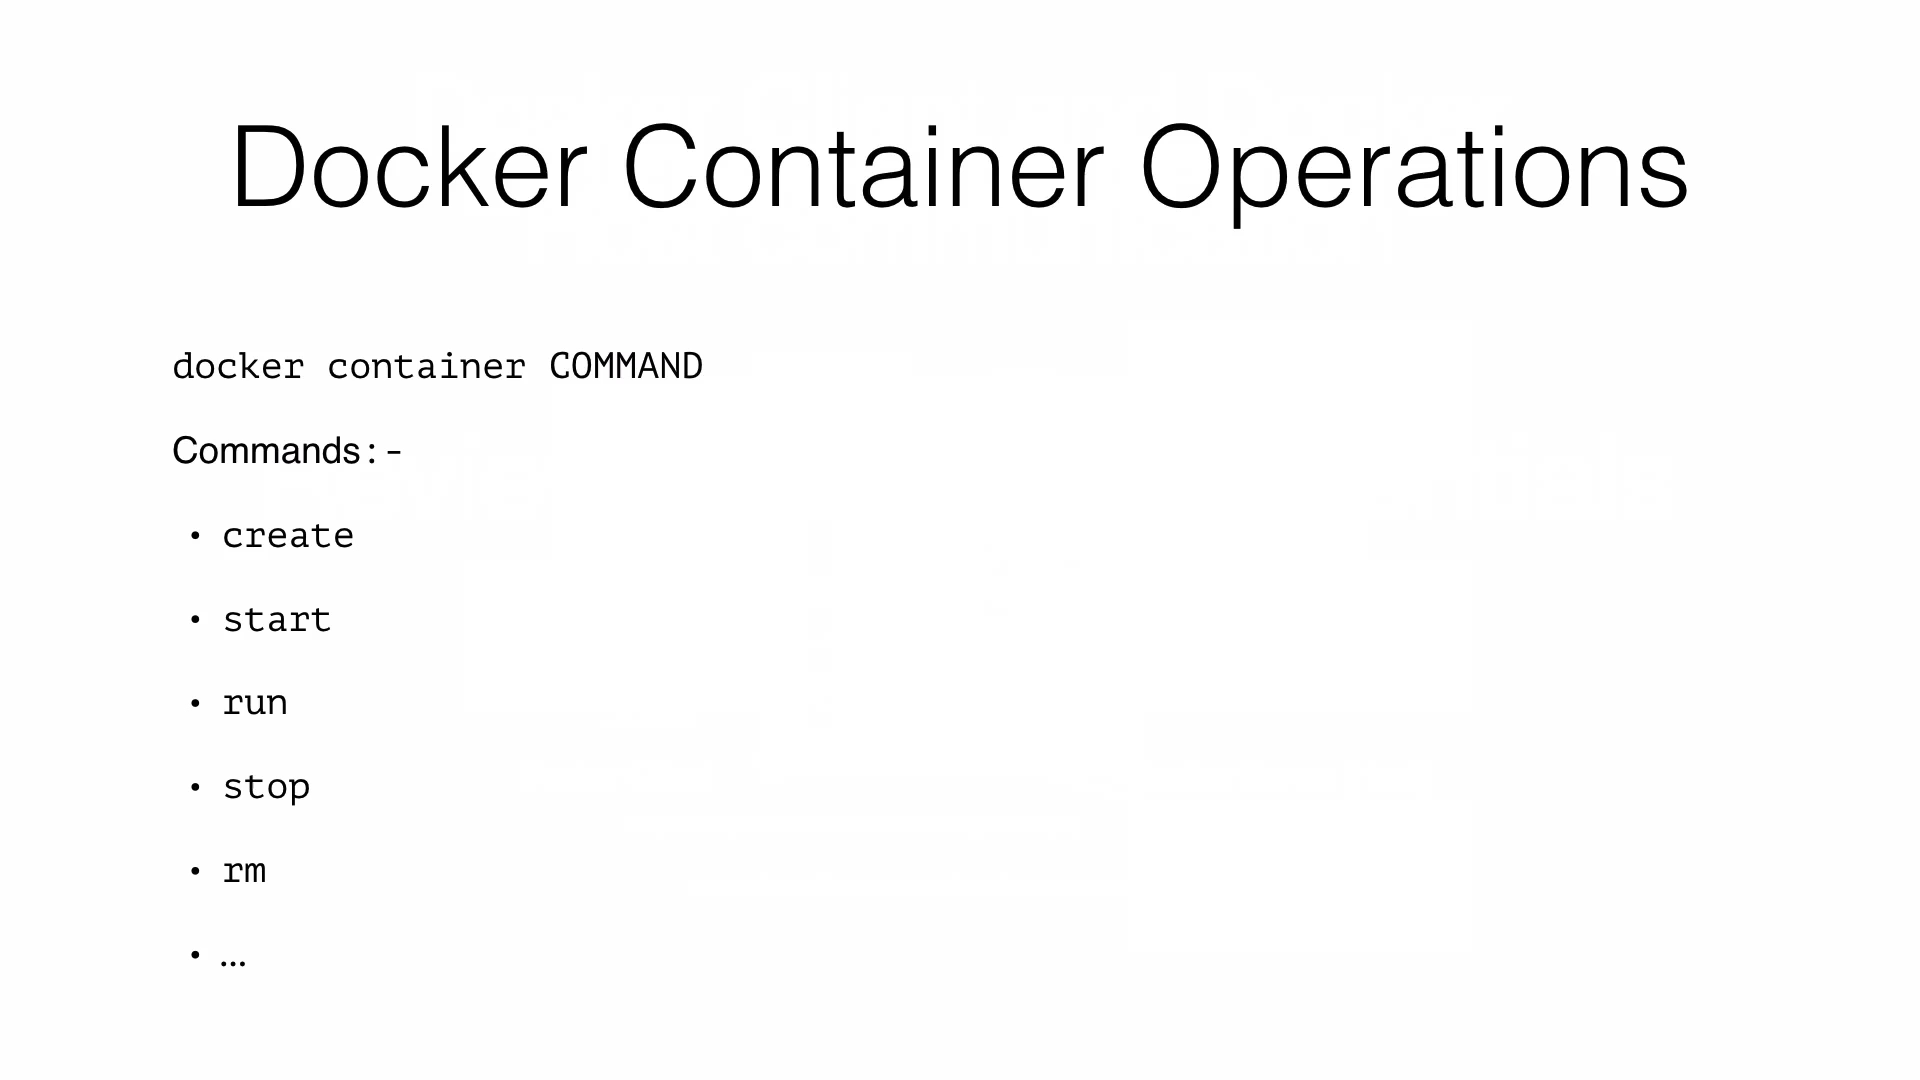 Docker Container Operations
docker container COMMAND
Commands:-
• create
• start
• run
• stop
• rm
• ...